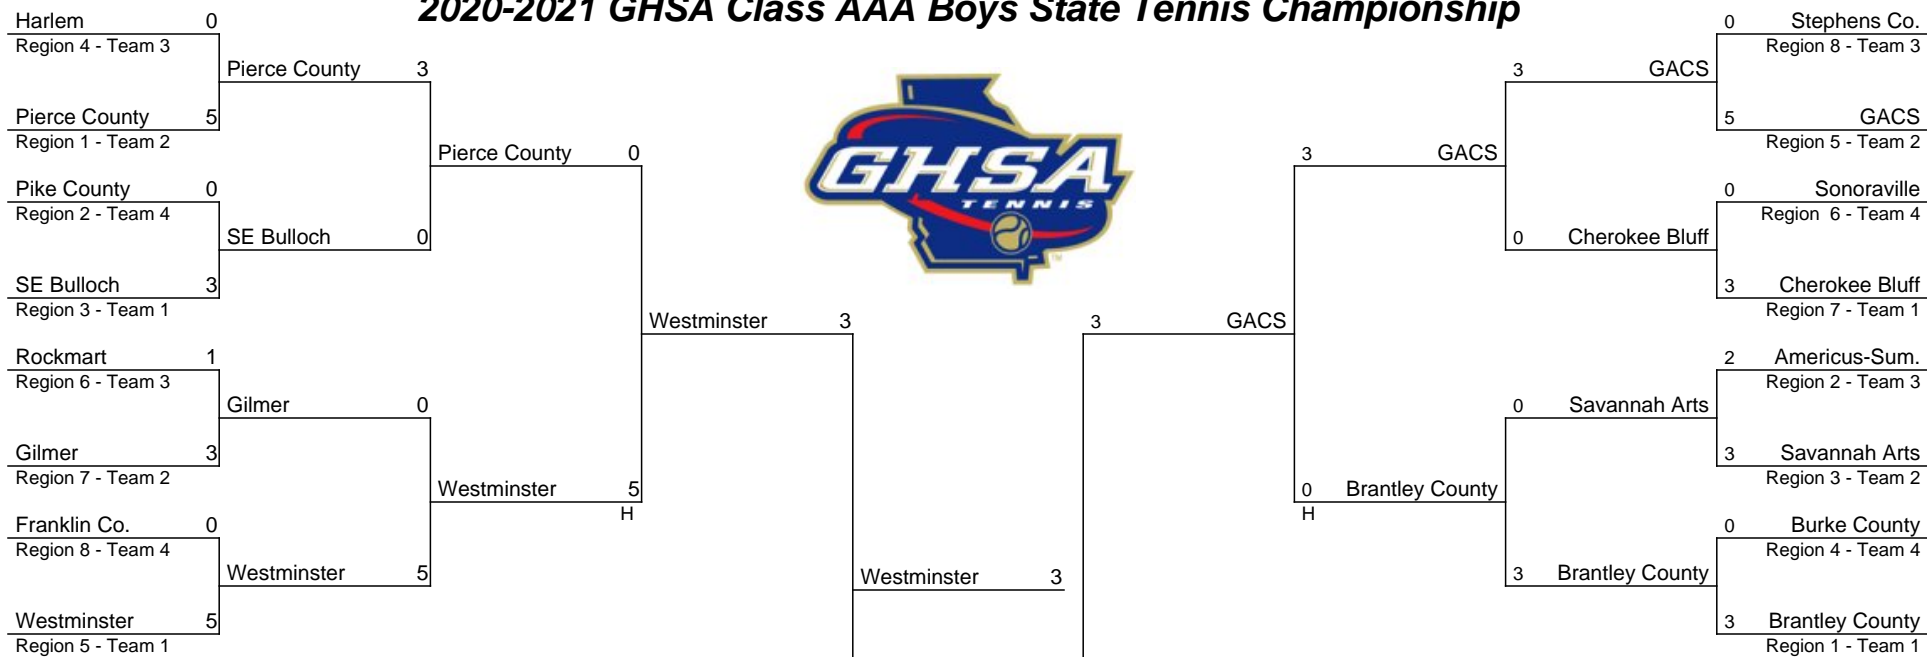 2020-2021 GHSA Class AAA Boys State Tennis Championship
Harlem 0
Region 4 - Team 3
Pierce County 3
Pierce County 5
Region 1 - Team 2
Pierce County 0
Pike County 0
Region 2 - Team 4
SE Bulloch 0
SE Bulloch 3
Region 3 - Team 1
Westminster 3
Rockmart 1
Region 6 - Team 3
Gilmer 0
Gilmer 3
Region 7 - Team 2
Westminster 5
H
Franklin Co. 0
Region 8 - Team 4
Westminster 5
Westminster 5
Region 5 - Team 1
GHSA
TENNIS
TM
Westminster 3
0 Stephens Co.
Region 8 - Team 3
3 GACS
5 GACS
Region 5 - Team 2
3 GACS
0 Sonoraville
Region 6 - Team 4
0 Cherokee Bluff
3 Cherokee Bluff
Region 7 - Team 1
3 GACS
2 Americus-Sum.
Region 2 - Team 3
0 Savannah Arts
3 Savannah Arts
Region 3 - Team 2
0 Brantley County
H
0 Burke County
Region 4 - Team 4
3 Brantley County
3 Brantley County
Region 1 - Team 1